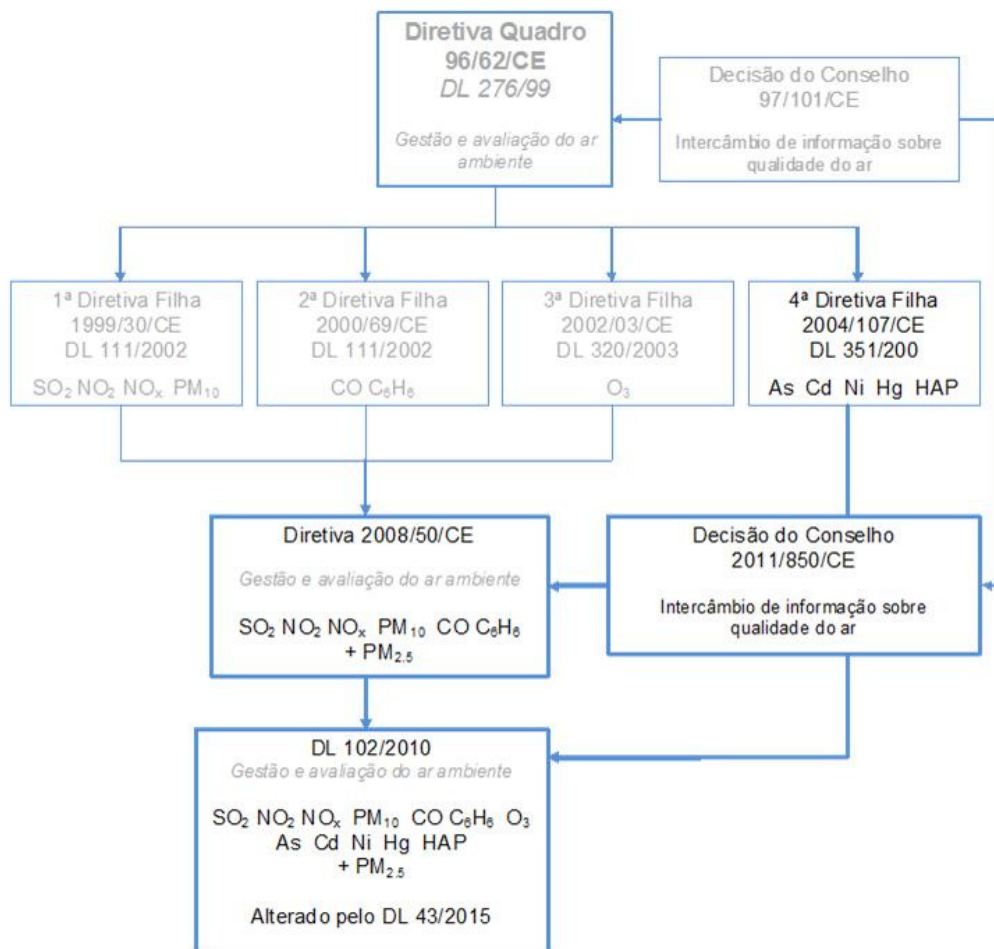 Diretiva Quadro
96/62/CE
DL 276/99
Gestão e avaliação do ar
ambiente
Decisão do Conselho
97/101/CE
Intercâmbio de informação sobre
qualidade do ar
1ª Diretiva Filha
1999/30/CE
DL 111/2002
SO₂ NO₂ NOₓ PM₁₀
2ª Diretiva Filha
2000/69/CE
DL 111/2002
CO C₆H₆
3ª Diretiva Filha
2002/03/CE
DL 320/2003
O₃
4ª Diretiva Filha
2004/107/CE
DL 351/200
As Cd Ni Hg HAP
Diretiva 2008/50/CE
Gestão e avaliação do ar ambiente
SO₂ NO₂ NOₓ PM₁₀ CO C₆H₆
+ PM₂.₅
Decisão do Conselho
2011/850/CE
Intercâmbio de informação sobre
qualidade do ar
DL 102/2010
Gestão e avaliação do ar ambiente
SO₂ NO₂ NOₓ PM₁₀ CO C₆H₆ O₃
As Cd Ni Hg HAP
+ PM₂.₅
Alterado pelo DL 43/2015